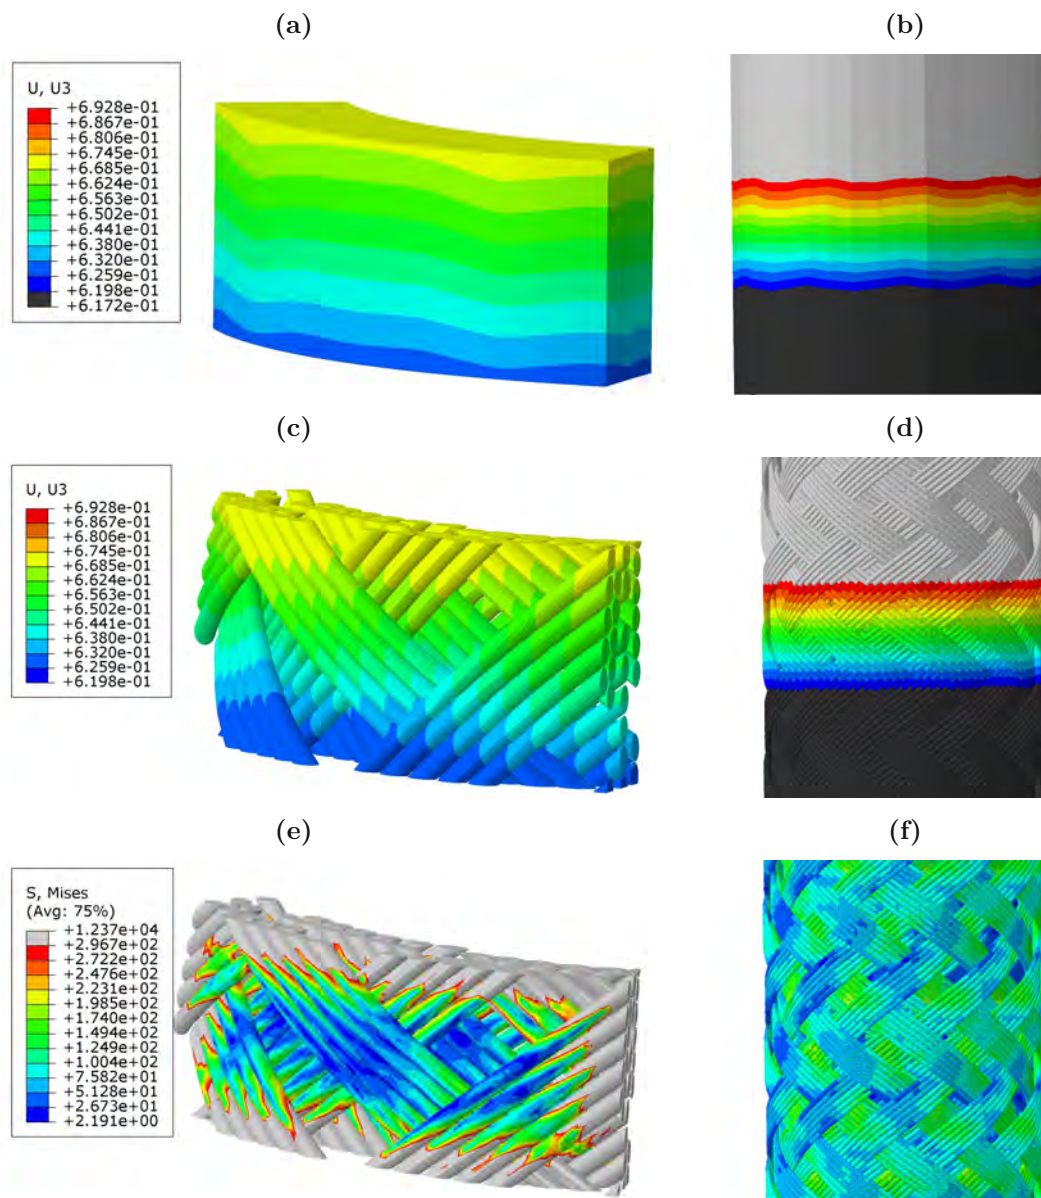 (a)
(b)
U, U3
+6.928e-01
+6.867e-01
+6.806e-01
+6.745e-01
+6.685e-01
+6.624e-01
+6.563e-01
+6.502e-01
+6.441e-01
+6.380e-01
+6.320e-01
+6.259e-01
+6.198e-01
+6.172e-01
(c)
(d)
U, U3
+6.928e-01
+6.867e-01
+6.806e-01
+6.745e-01
+6.685e-01
+6.624e-01
+6.563e-01
+6.502e-01
+6.441e-01
+6.380e-01
+6.320e-01
+6.259e-01
+6.198e-01
(e)
(f)
S, Mises
(Avg: 75%)
+1.237e+04
+2.967e+02
+2.722e+02
+2.476e+02
+2.231e+02
+1.985e+02
+1.740e+02
+1.494e+02
+1.249e+02
+1.004e+02
+7.582e+01
+5.128e+01
+2.673e+01
+2.191e+00